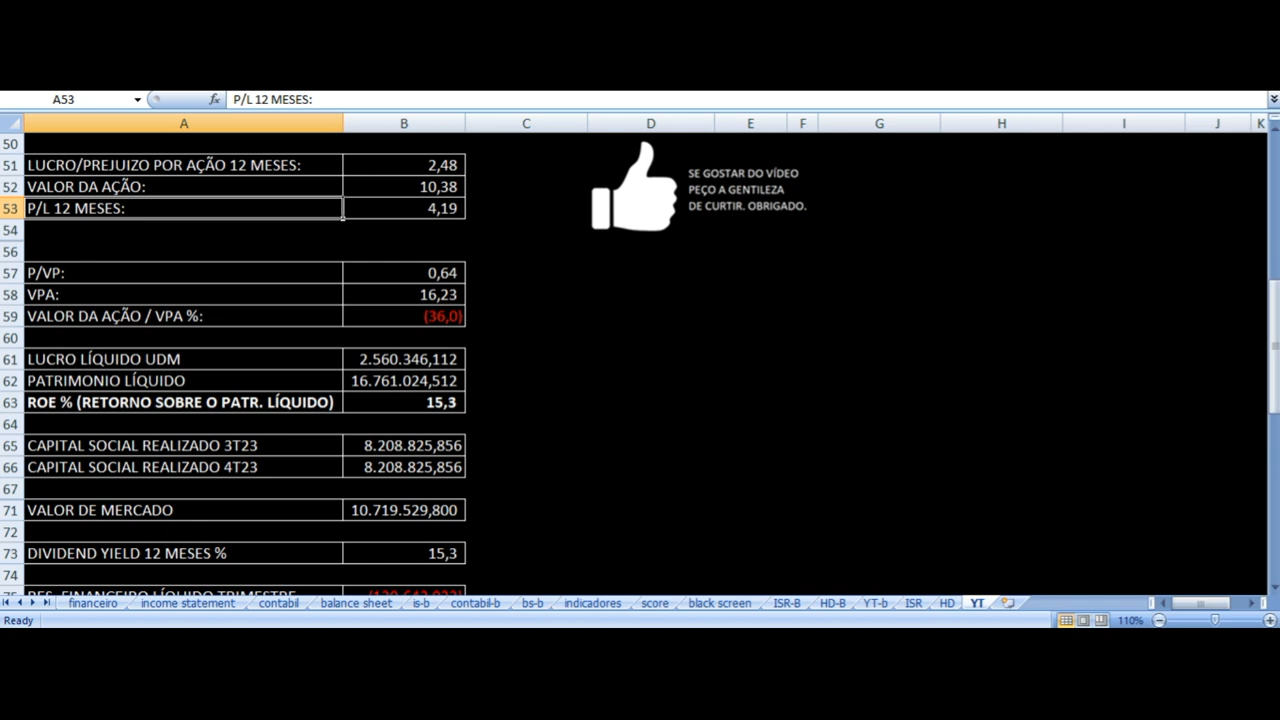 A53 fx P/L 12 MESES:
A B C D E F G H I J K
50
51 LUCRO/PREJUIZO POR AÇÃO 12 MESES: 2,48
52 VALOR DA AÇÃO: 10,38
53 P/L 12 MESES: 4,19
SE GOSTAR DO VÍDEO
PEÇO A GENTILEZA
DE CURTIR. OBRIGADO.
54
56
57 P/VP: 0,64
58 VPA: 16,23
59 VALOR DA AÇÃO / VPA %: (36,0)
60
61 LUCRO LÍQUIDO UDM 2.560.346,112
62 PATRIMONIO LÍQUIDO 16.761.024,512
63 ROE % (RETORNO SOBRE O PATR. LÍQUIDO) 15,3
64
65 CAPITAL SOCIAL REALIZADO 3T23 8.208.825,856
66 CAPITAL SOCIAL REALIZADO 4T23 8.208.825,856
67
71 VALOR DE MERCADO 10.719.529,800
72
73 DIVIDEND YIELD 12 MESES % 15,3
74
financeiro income statement contabil balance sheet is-b contabil-b bs-b indicadores score black screen ISR-B HD-B YT-b ISR HD YT
Ready 110%